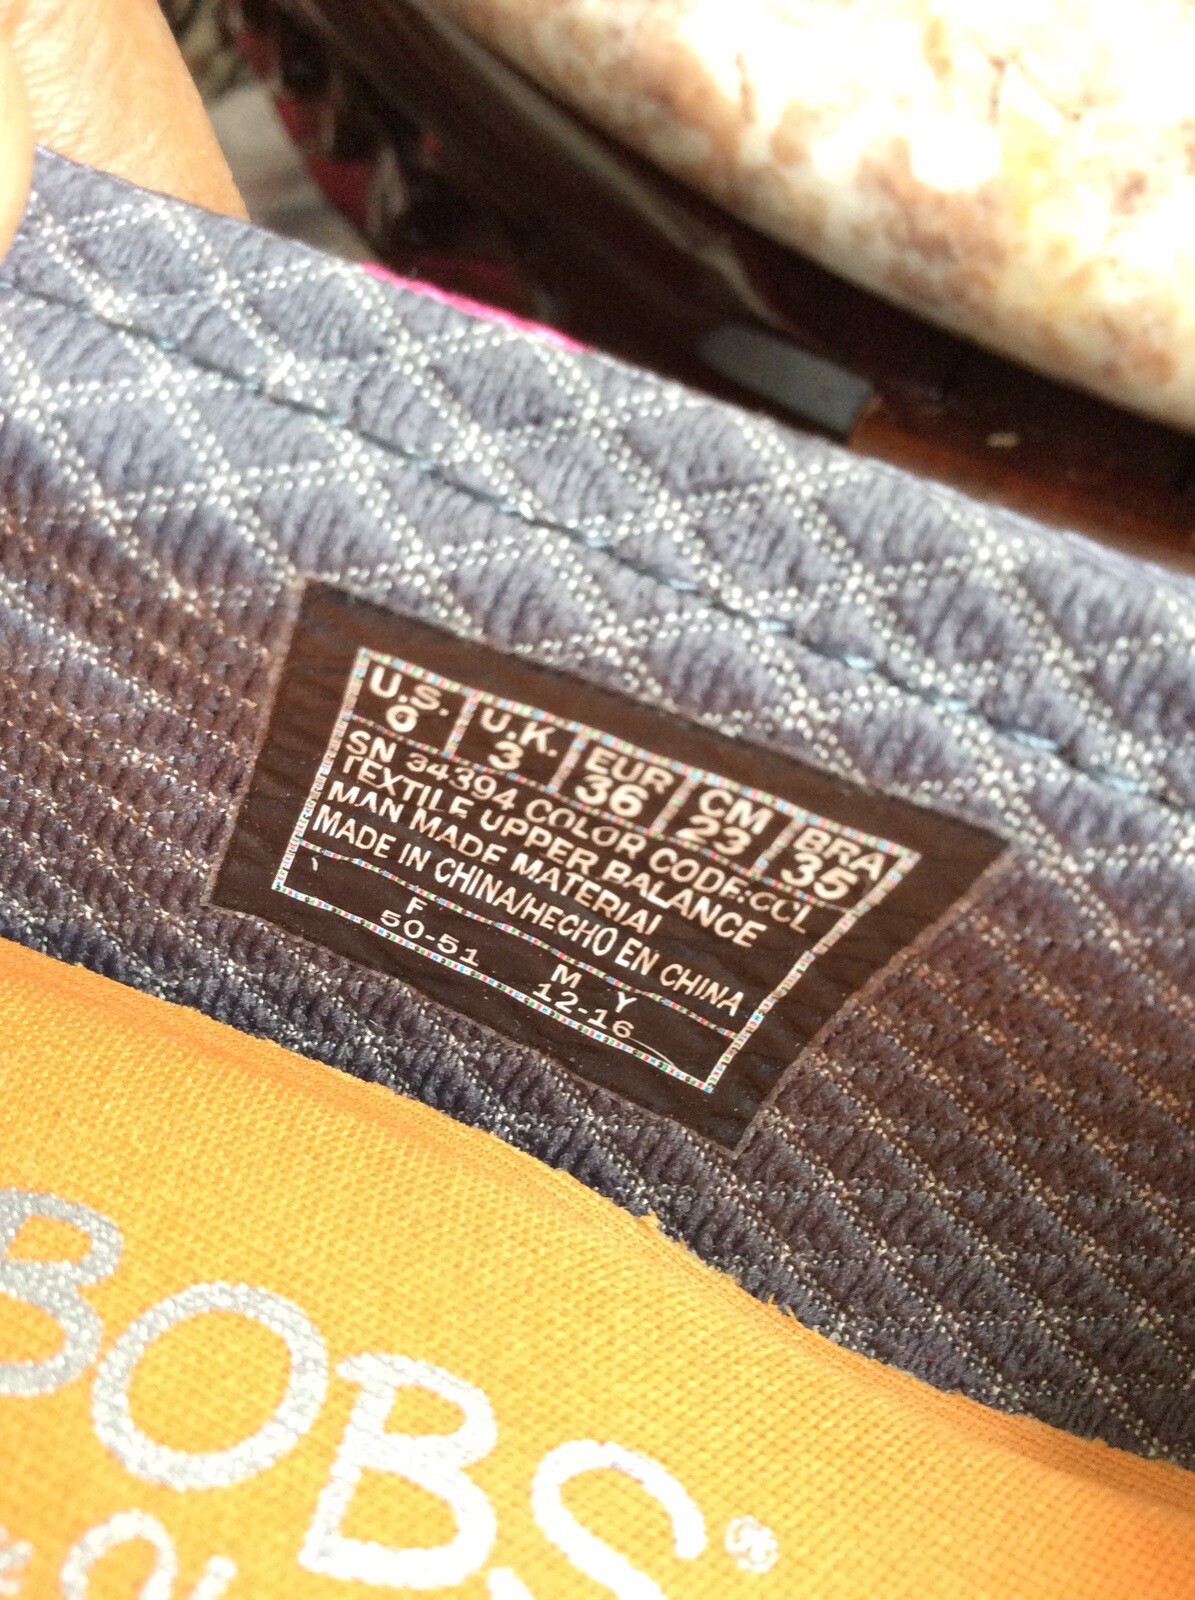 U.S. U.K. EUR CM BRA
3 36 23 35
SN 34394 COLOR CODE:CCL
TEXTILE UPPER BALANCE
MAN MADE MATERIAL
MADE IN CHINA/HECHO EN CHINA
F M Y
50-51 12-16
BOBS®